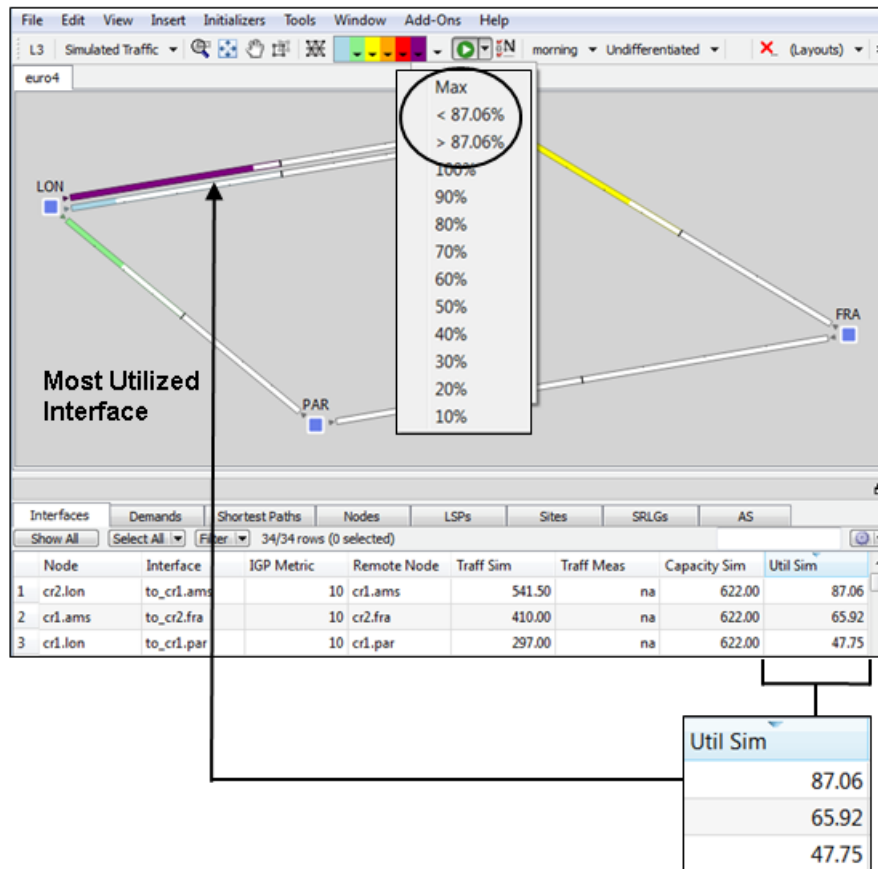 File Edit View Insert Initializers Tools Window Add-Ons Help
L3 Simulated Traffic morning Undifferentiated (Layouts)
euro4
Max
< 87.06%
> 87.06%
100%
90%
80%
70%
60%
50%
40%
30%
20%
10%
LON
FRA
PAR
Most Utilized
Interface
Interfaces Demands Shortest Paths Nodes LSPs Sites SRLGs AS
Show All Select All Filter 34/34 rows (0 selected)
Node Interface IGP Metric Remote Node Traff Sim Traff Meas Capacity Sim Util Sim
1 cr2.lon to_cr1.ams 10 cr1.ams 541.50 na 622.00 87.06
2 cr1.ams to_cr2.fra 10 cr2.fra 410.00 na 622.00 65.92
3 cr1.lon to_cr1.par 10 cr1.par 297.00 na 622.00 47.75
Util Sim
87.06
65.92
47.75